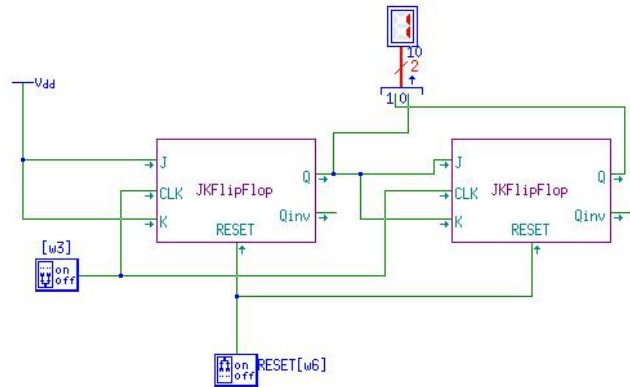 10
2
1 0
Vdd
J
CLK
K
JKFlipFlop
Q
Qinv
RESET
J
CLK
K
JKFlipFlop
Q
Qinv
RESET
[w3]
on
off
on
off
RESET[w6]